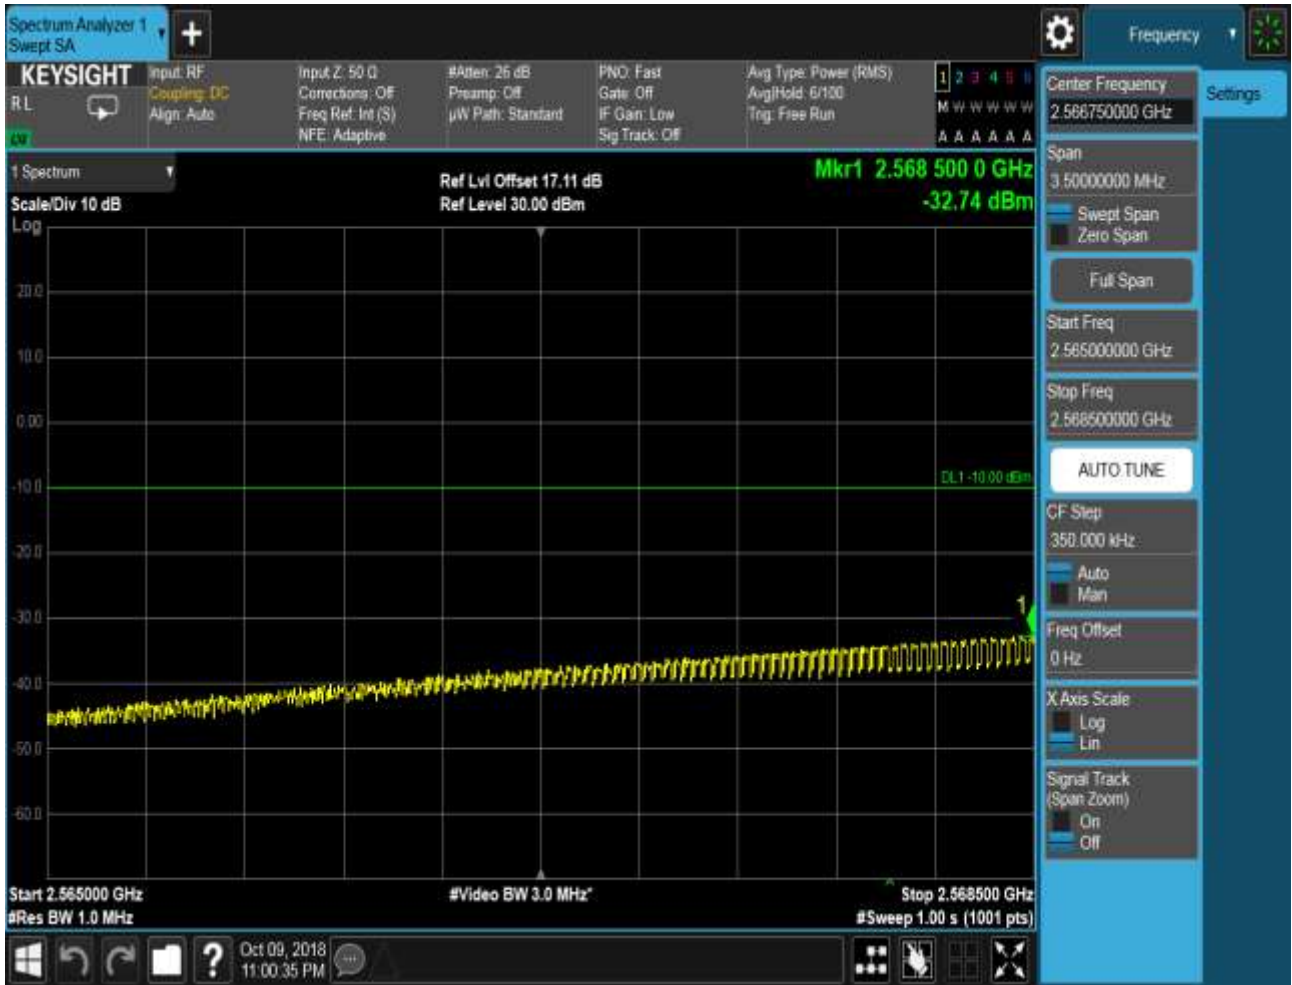 Spectrum Analyzer 1
Swept SA
+
Frequency
KEYSIGHT
RL
Input: RF
Coupling: DC
Align: Auto
Input Z: 50 Ω
Corrections: Off
Freq Ref: Int (S)
NFE: Adaptive
#Atten: 26 dB
Preamp: Off
µW Path: Standard
PNO: Fast
Gate: Off
IF Gain: Low
Sig Track: Off
Avg Type: Power (RMS)
Avg|Hold: 6/100
Trig: Free Run
1 2 3 4 5 6
M W W W W W
A A A A A A
1 Spectrum
Scale/Div 10 dB
Log
Ref Lvl Offset 17.11 dB
Ref Level 30.00 dBm
Mkr1 2.568 500 0 GHz
-32.74 dBm
20.0
10.0
0.00
-10.0
-20.0
-30.0
-40.0
-50.0
-60.0
DL1 -10.00 dBm
1
Start 2.565000 GHz
#Res BW 1.0 MHz
#Video BW 3.0 MHz*
Stop 2.568500 GHz
#Sweep 1.00 s (1001 pts)
Center Frequency
2.566750000 GHz
Settings
Span
3.50000000 MHz
Swept Span
Zero Span
Full Span
Start Freq
2.565000000 GHz
Stop Freq
2.568500000 GHz
AUTO TUNE
CF Step
350.000 kHz
Auto
Man
Freq Offset
0 Hz
X Axis Scale
Log
Lin
Signal Track
(Span Zoom)
On
Off
?
Oct 09, 2018
11:00:35 PM